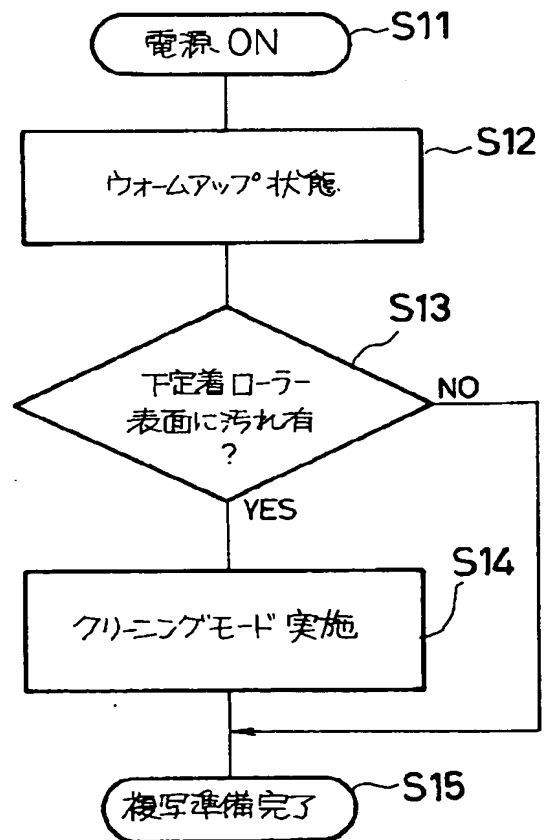 電源 ON
S11
S12
ウォームアップ 状態
S13
下定着ローラー
表面に汚れ有
?
NO
YES
S14
クリーニングモード 実施
複写準備完了
S15